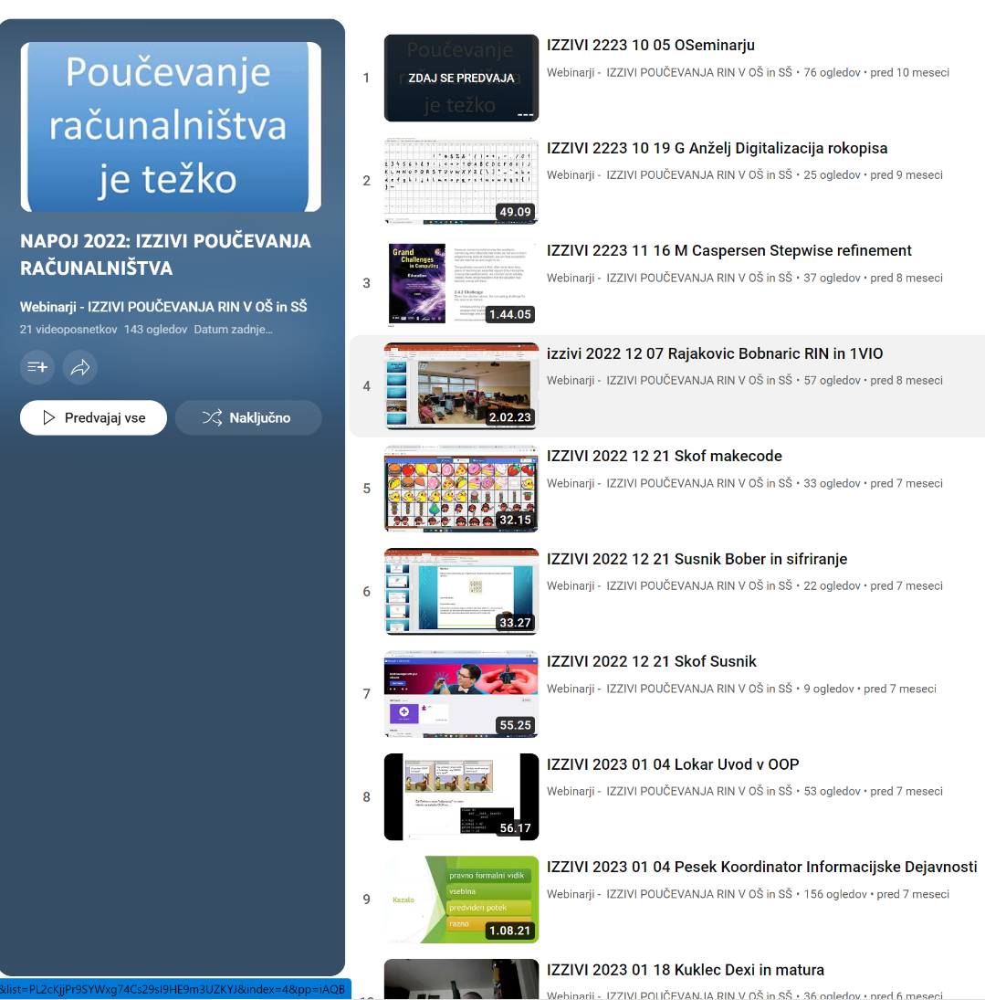 Poučevanje
računalništva
je težko
NAPOJ 2022: IZZIVI POUČEVANJA
RAČUNALNIŠTVA
Webinarji - IZZIVI POUČEVANJA RIN V OŠ in SŠ
21 videoposnetkov 143 ogledov Datum zadnje...
Predvajaj vse
Naključno
1
Poučevanje
ZDAJ SE PREDVAJA
je težko
IZZIVI 2223 10 05 OSeminarju
Webinarji - IZZIVI POUČEVANJA RIN V OŠ in SŠ • 76 ogledov • pred 10 meseci
2
49.09
IZZIVI 2223 10 19 G Anželj Digitalizacija rokopisa
Webinarji - IZZIVI POUČEVANJA RIN V OŠ in SŠ • 25 ogledov • pred 9 meseci
3
Grand
Challenges
in Computing
Education
2.4.3 Challenge
1.44.05
IZZIVI 2223 11 16 M Caspersen Stepwise refinement
Webinarji - IZZIVI POUČEVANJA RIN V OŠ in SŠ • 37 ogledov • pred 8 meseci
4
2.02.23
izzivi 2022 12 07 Rajakovic Bobnaric RIN in 1VIO
Webinarji - IZZIVI POUČEVANJA RIN V OŠ in SŠ • 57 ogledov • pred 8 meseci
5
32.15
IZZIVI 2022 12 21 Skof makecode
Webinarji - IZZIVI POUČEVANJA RIN V OŠ in SŠ • 33 ogledov • pred 7 meseci
6
33.27
IZZIVI 2022 12 21 Susnik Bober in sifriranje
Webinarji - IZZIVI POUČEVANJA RIN V OŠ in SŠ • 22 ogledov • pred 7 meseci
7
55.25
IZZIVI 2022 12 21 Skof Susnik
Webinarji - IZZIVI POUČEVANJA RIN V OŠ in SŠ • 9 ogledov • pred 7 meseci
8
56.17
IZZIVI 2023 01 04 Lokar Uvod v OOP
Webinarji - IZZIVI POUČEVANJA RIN V OŠ in SŠ • 53 ogledov • pred 7 meseci
9
Kazalo
pravno formalni vidik
vsebina
predviden potek
razno
1.08.21
IZZIVI 2023 01 04 Pesek Koordinator Informacijske Dejavnosti
Webinarji - IZZIVI POUČEVANJA RIN V OŠ in SŠ • 156 ogledov • pred 7 meseci
IZZIVI 2023 01 18 Kuklec Dexi in matura
Webinarji - IZZIVI POUČEVANJA RIN V OŠ in SŠ • 36 ogledov • pred 6 meseci
&list=PL2cKjjPr9SYWxg74Cs29sI9HE9m3UZKYJ&index=4&pp=iAQB